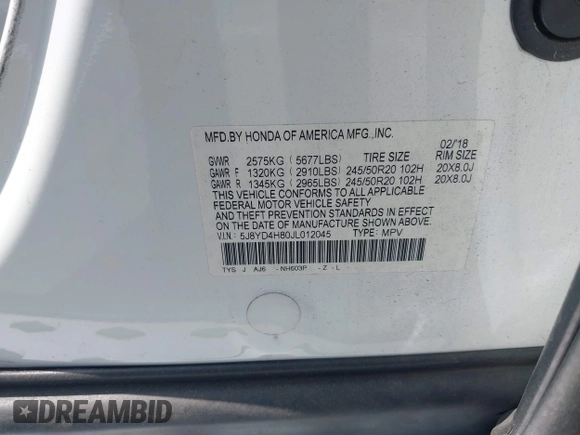 MFD.BY HONDA OF AMERICA MFG.,INC.
02/'18
GVWR 2575KG ( 5677LBS) TIRE SIZE RIM SIZE
GAWR F 1320KG ( 2910LBS) 245/50R20 102H 20X8.0J
GAWR R 1345KG ( 2965LBS) 245/50R20 102H 20X8.0J
THIS VEHICLE CONFORMS TO ALL APPLICABLE
FEDERAL MOTOR VEHICLE SAFETY
AND THEFT PREVENTION STANDARDS IN EFFECT
ON THE DATE OF MANUFACTURE SHOWN ABOVE.
V.I.N.: 5J8YD4H80JL012045 TYPE: MPV
TYS J AJ6 - NH603P - Z - L
DREAMBID